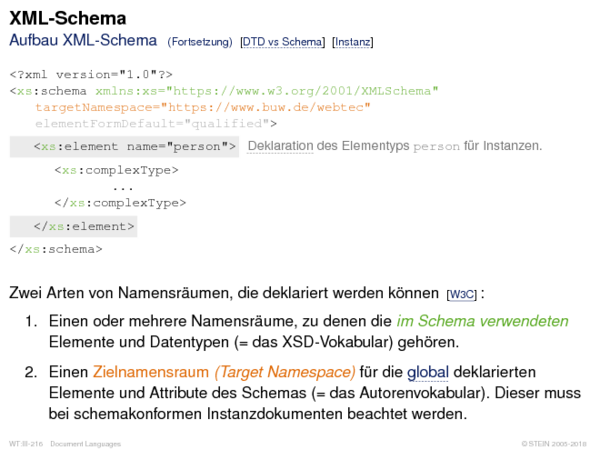 XML-Schema
Aufbau XML-Schema (Fortsetzung) [DTD vs Schema] [Instanz]
<?xml version="1.0"?>
<xs:schema xmlns:xs="https://www.w3.org/2001/XMLSchema"
targetNamespace="https://www.buw.de/webtec"
elementFormDefault="qualified">
<xs:element name="person"> Deklaration des Elementyps person für Instanzen.
<xs:complexType>
...
</xs:complexType>
</xs:element>
</xs:schema>
Zwei Arten von Namensräumen, die deklariert werden können [W3C] :
1. Einen oder mehrere Namensräume, zu denen die im Schema verwendeten
Elemente und Datentypen (= das XSD-Vokabular) gehören.
2. Einen Zielnamensraum (Target Namespace) für die global deklarierten
Elemente und Attribute des Schemas (= das Autorenvokabular). Dieser muss
bei schemakonformen Instanzdokumenten beachtet werden.
WT:III-216 Document Languages © STEIN 2005-2018